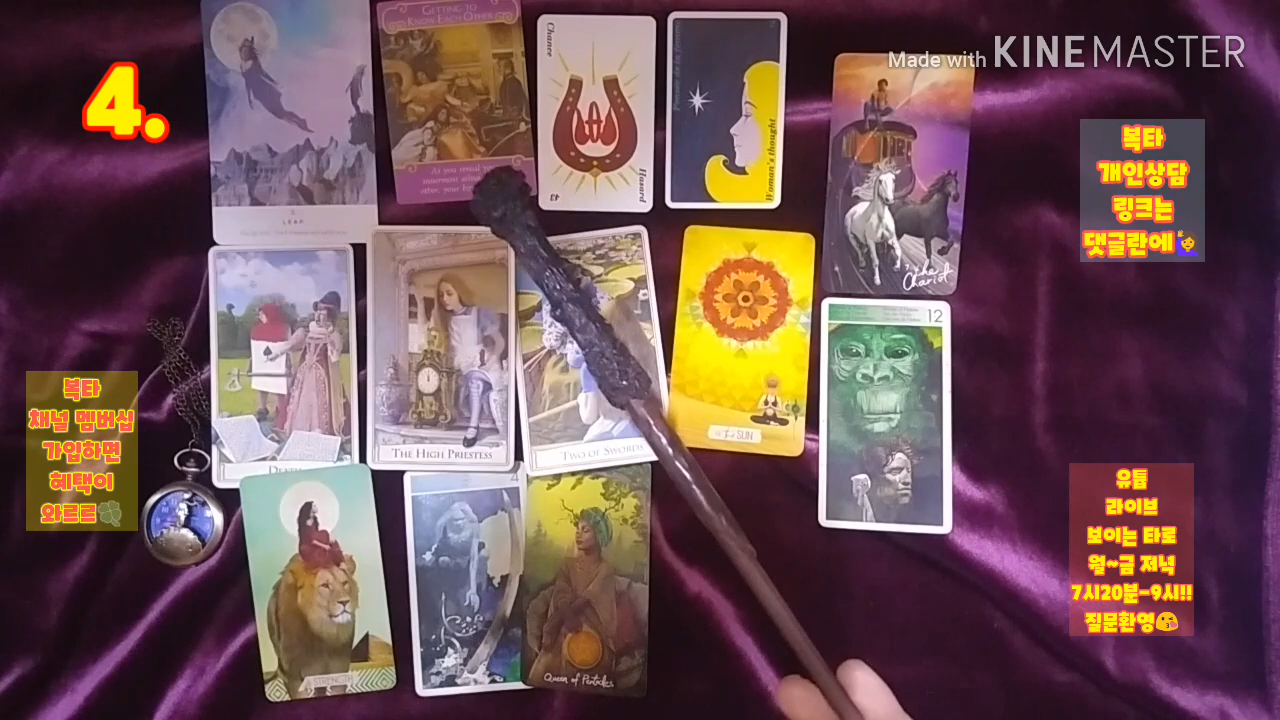 4.
Made with KINEMASTER
GETTING TO
KNOW EACH OTHER
Chance
43
Hasard
Woman's thought
LEAP
The Chariot
12
복타
개인상담
링크는
댓글란에🙋‍♀️
THE HIGH PRIESTESS
TWO OF SWORDS
The SUN
복타
채널 멤버십
가입하면
혜택이
와르르🍀
STRENGTH
4
Queen of Pentacles
유튭
라이브
보이는 타로
월~금 저녁
7시20분-9시!!
질문환영😘